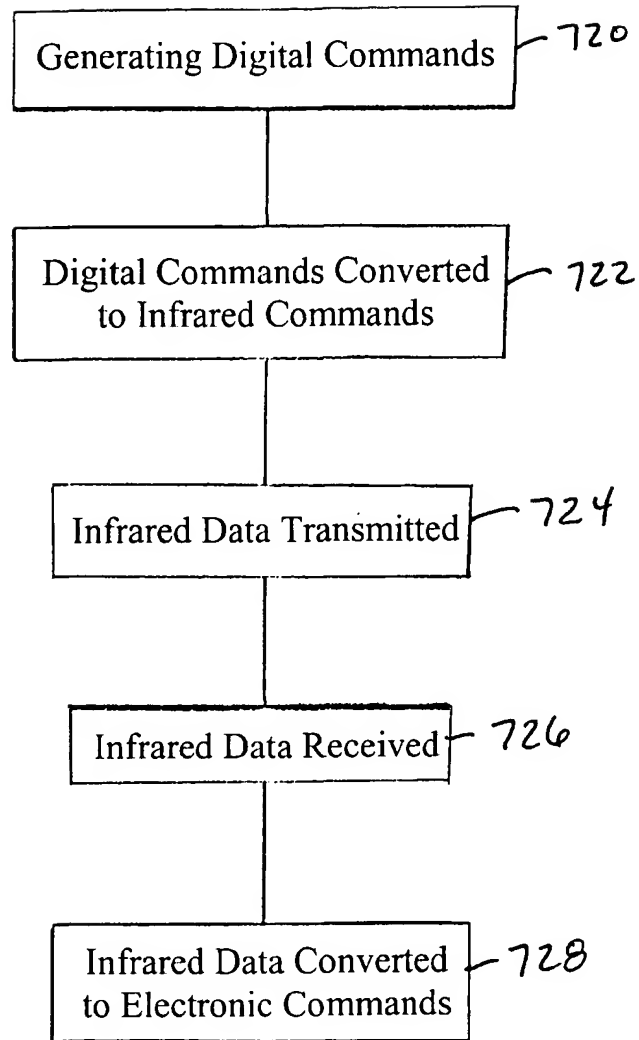 Generating Digital Commands
720
Digital Commands Converted
to Infrared Commands
722
Infrared Data Transmitted
724
Infrared Data Received
726
Infrared Data Converted
to Electronic Commands
728